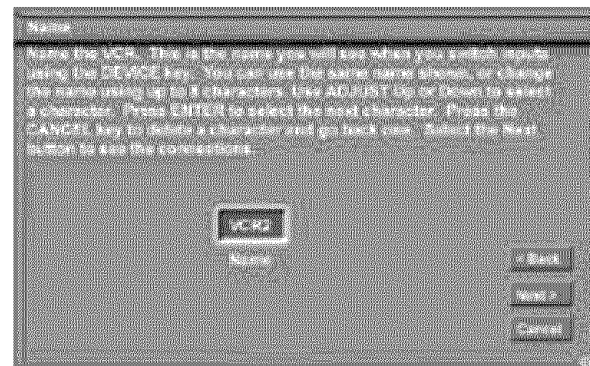 Name
Name the VCR. This is the name you will use when you switch inputs
using the DEVICE key. You can use the same name shown, or change
the name using up to 8 characters. Use ADJUST Up or Down to select
a character. Press ENTER to select the next character. Press the
CANCEL key to delete a character and go back one. Select the Next
button to see the connections.
VCR2
Name
< Back
Next >
Cancel